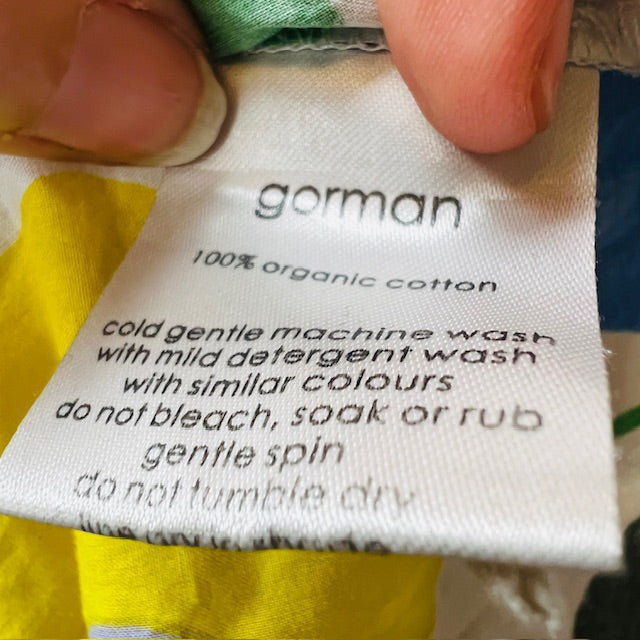 gorman
100% organic cotton
cold gentle machine wash
with mild detergent wash
with similar colours
do not bleach, soak or rub
gentle spin
do not tumble dry